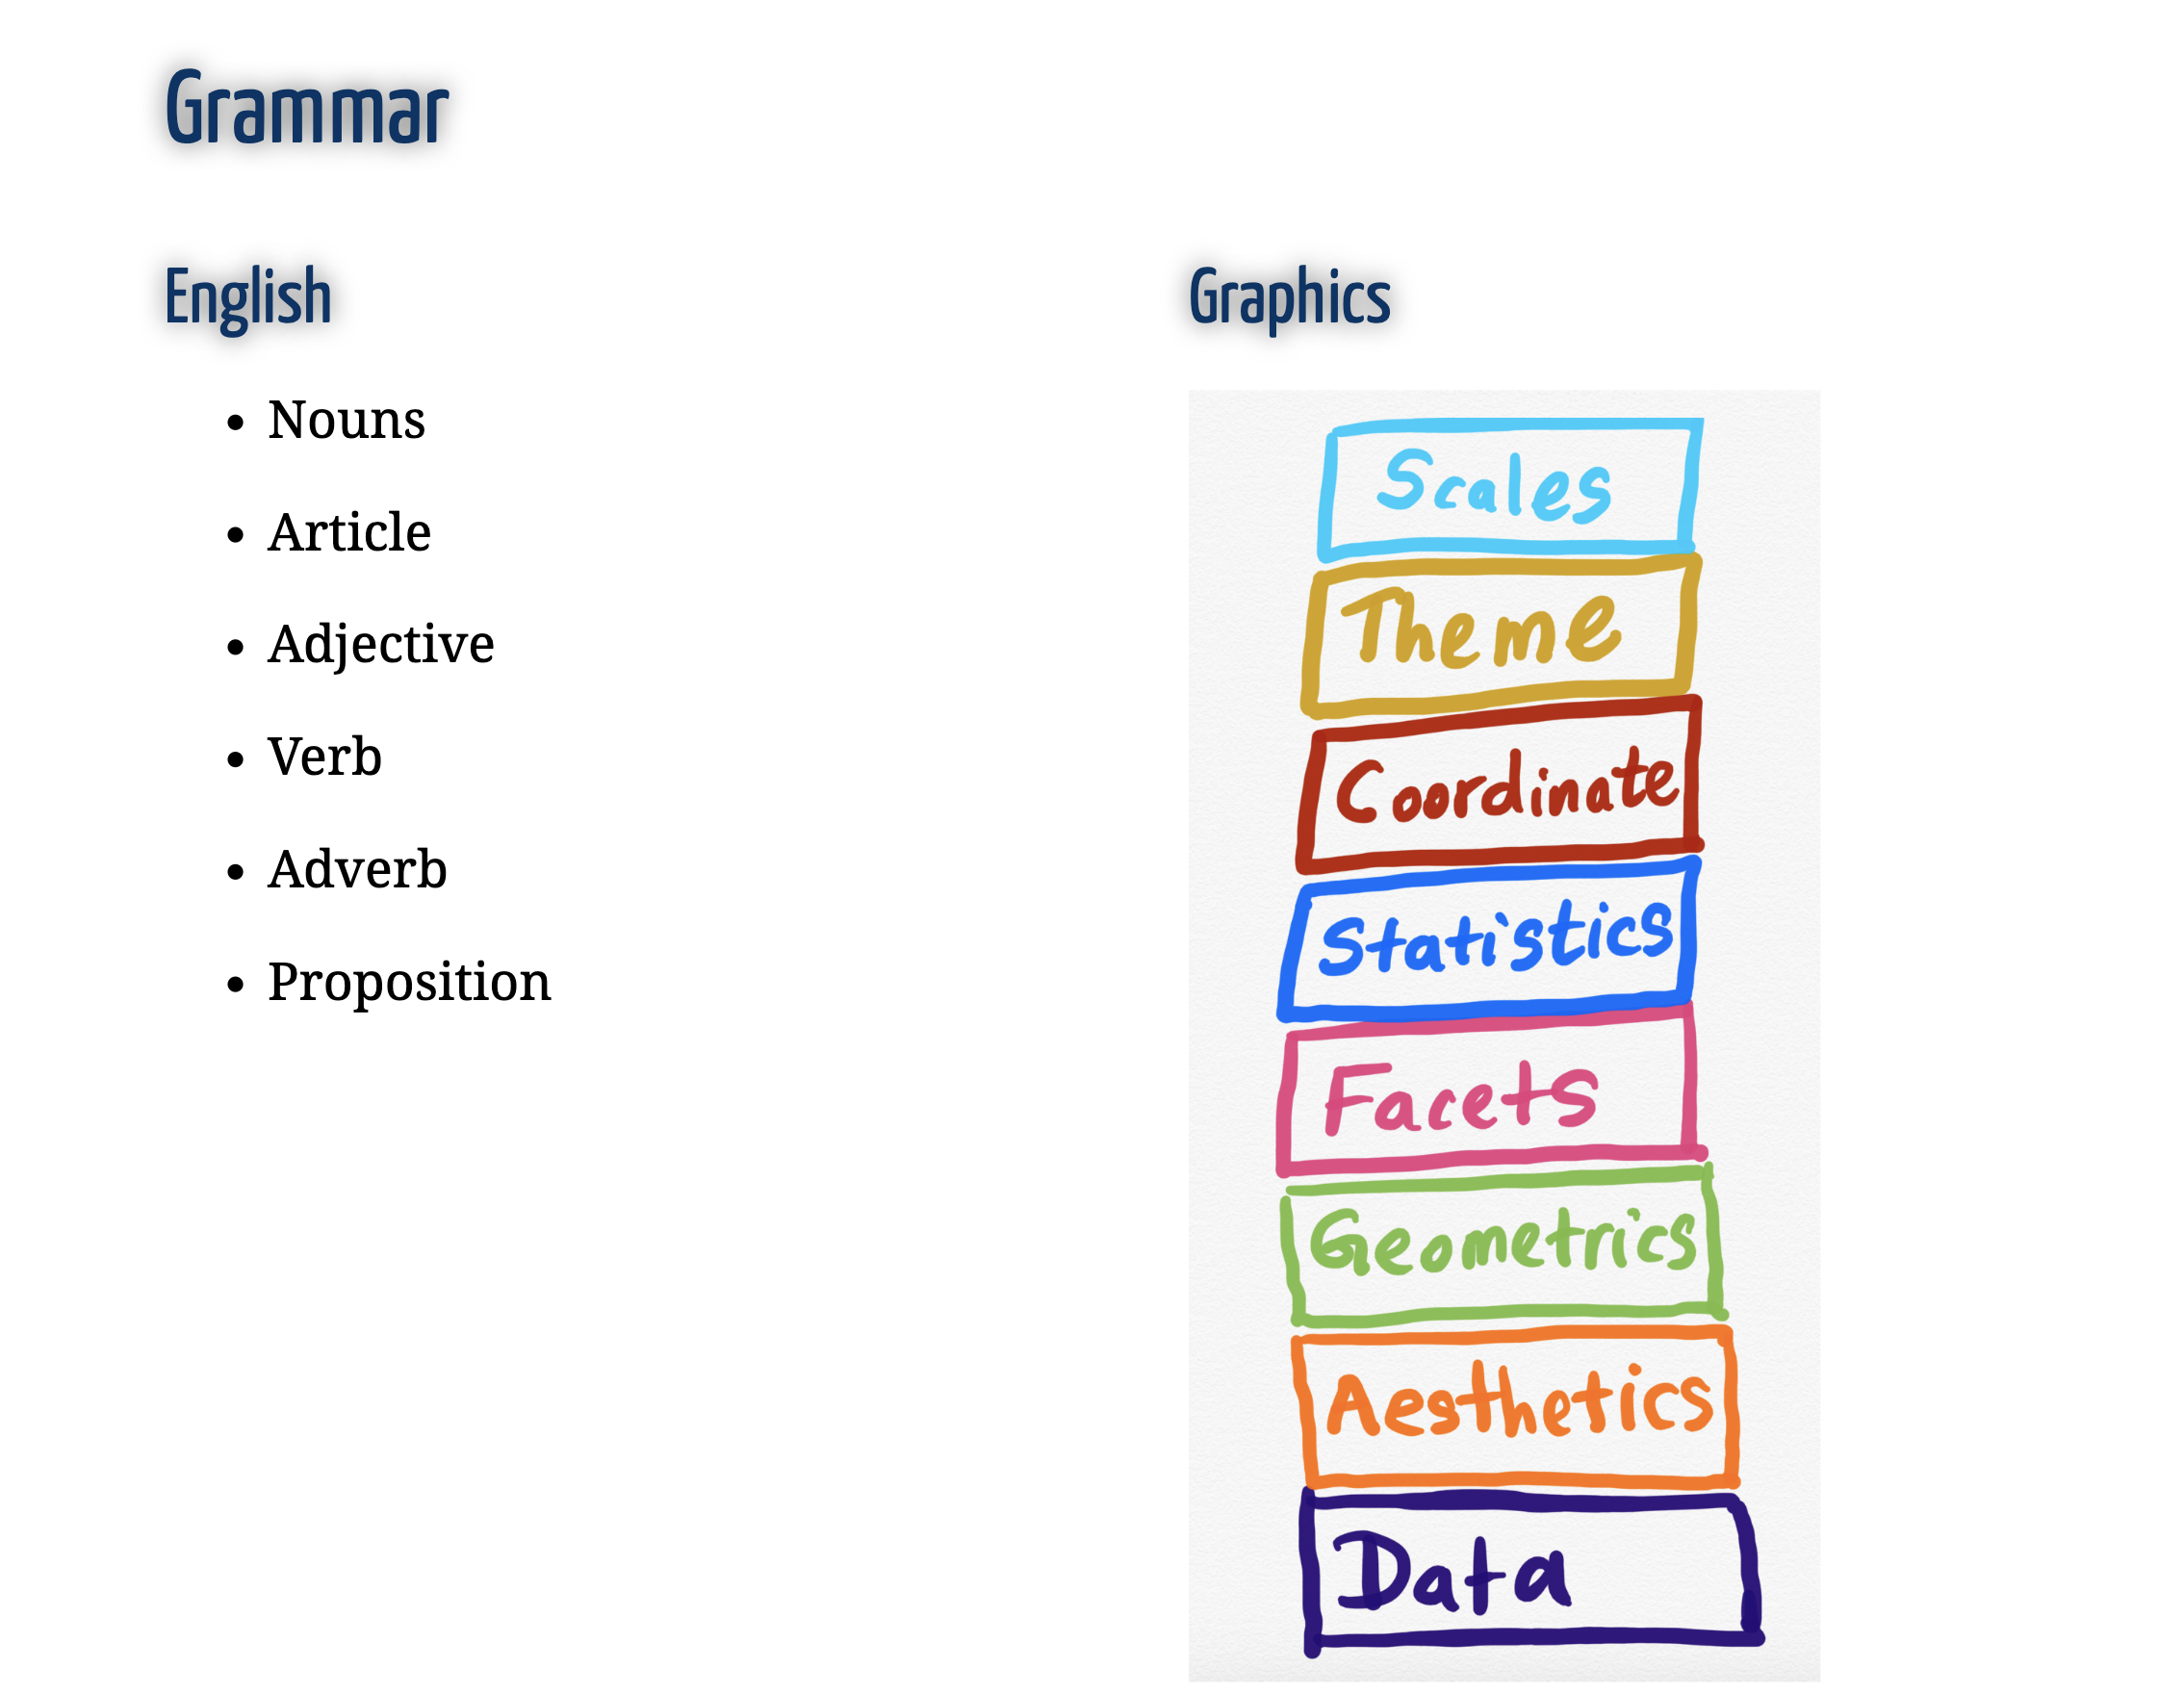 Grammar
English
Nouns
Article
Adjective
Verb
Adverb
Proposition
Graphics
Scales
Theme
Coordinate
Statistics
Facets
Geometrics
Aesthetics
Data